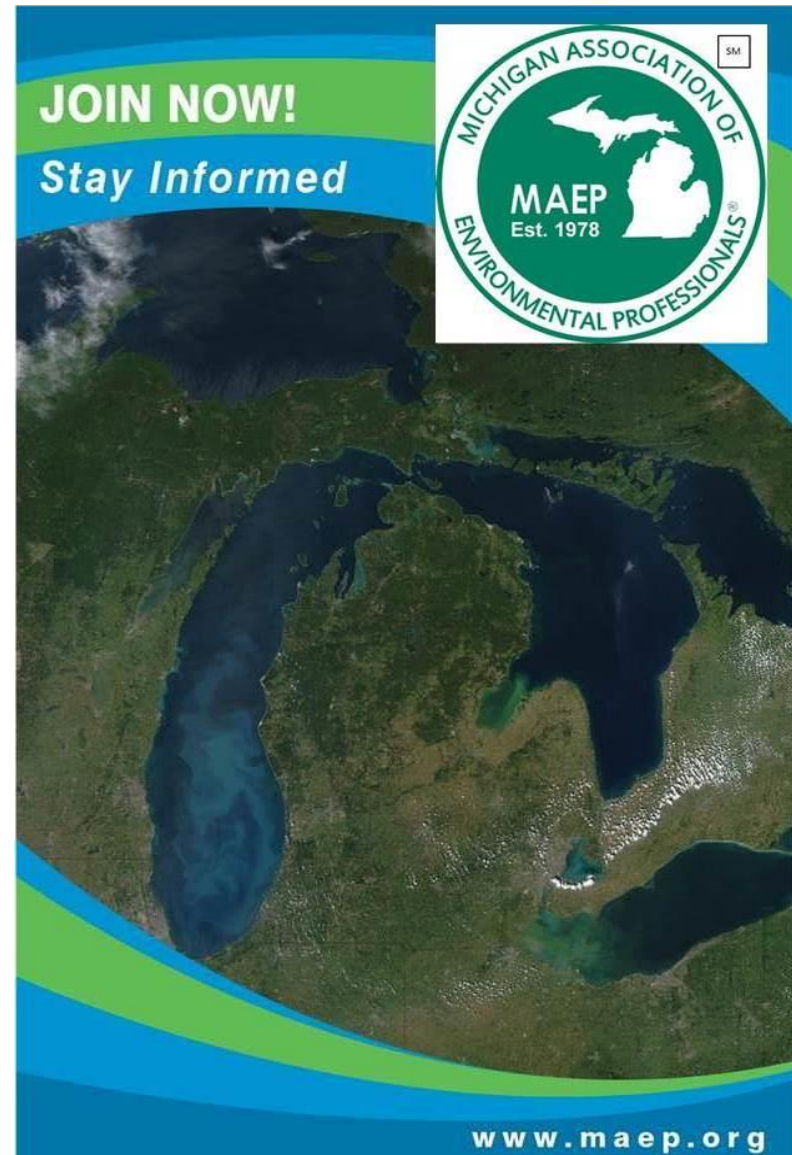 JOIN NOW!
Stay Informed
SM
MICHIGAN ASSOCIATION OF
ENVIRONMENTAL PROFESSIONALS®
MAEP
Est. 1978
www.maep.org